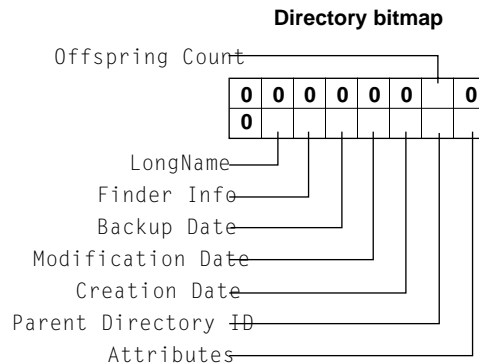 Directory bitmap
Offspring Count
0 0 0 0 0 0 0
0
LongName
Finder Info
Backup Date
Modification Date
Creation Date
Parent Directory ID
Attributes